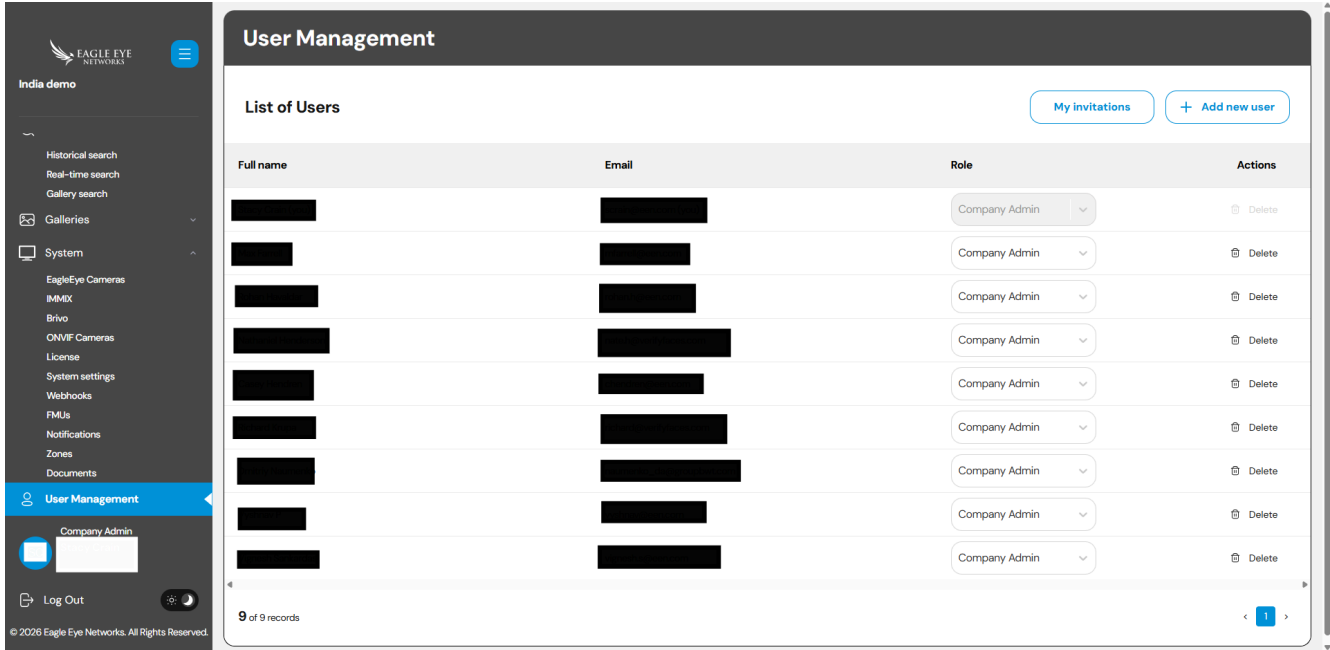 EAGLE EYE
NETWORKS
India demo
Historical search
Real-time search
Gallery search
Galleries
System
EagleEye Cameras
IMMIX
Brivo
ONVIF Cameras
License
System settings
Webhooks
FMUs
Notifications
Zones
Documents
User Management
Company Admin
Log Out
© 2026 Eagle Eye Networks. All Rights Reserved.
User Management
List of Users
My invitations
+ Add new user
Full name Email Role Actions
Company Admin Delete
Company Admin Delete
Company Admin Delete
Company Admin Delete
Company Admin Delete
Company Admin Delete
Company Admin Delete
Company Admin Delete
Company Admin Delete
9 of 9 records
< 1 >